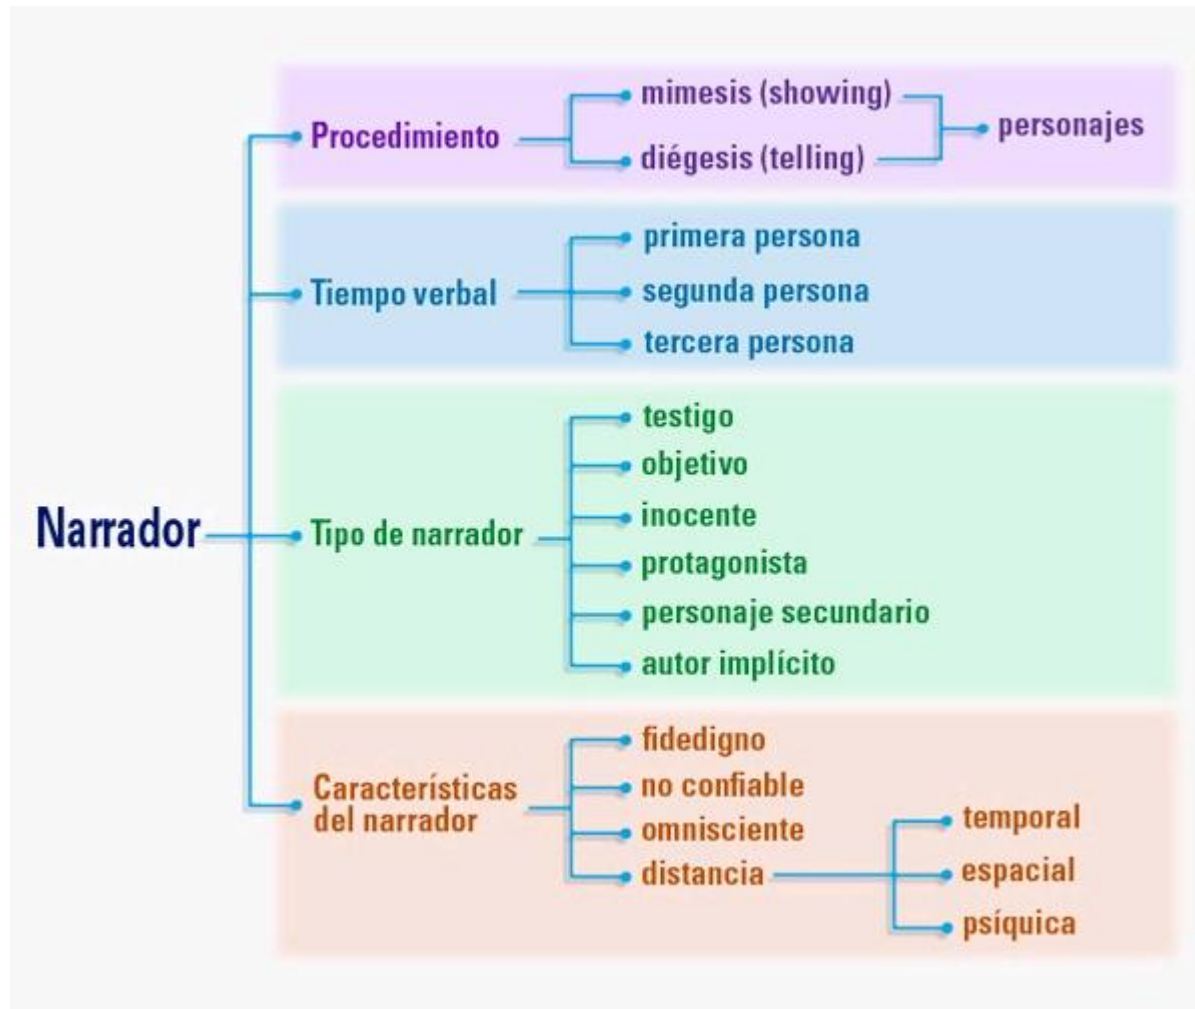 Narrador
Procedimiento
mimesis (showing)
diégesis (telling)
personajes
Tiempo verbal
primera persona
segunda persona
tercera persona
Tipo de narrador
testigo
objetivo
inocente
protagonista
personaje secundario
autor implícito
Características
del narrador
fidedigno
no confiable
omnisciente
distancia
temporal
espacial
psíquica